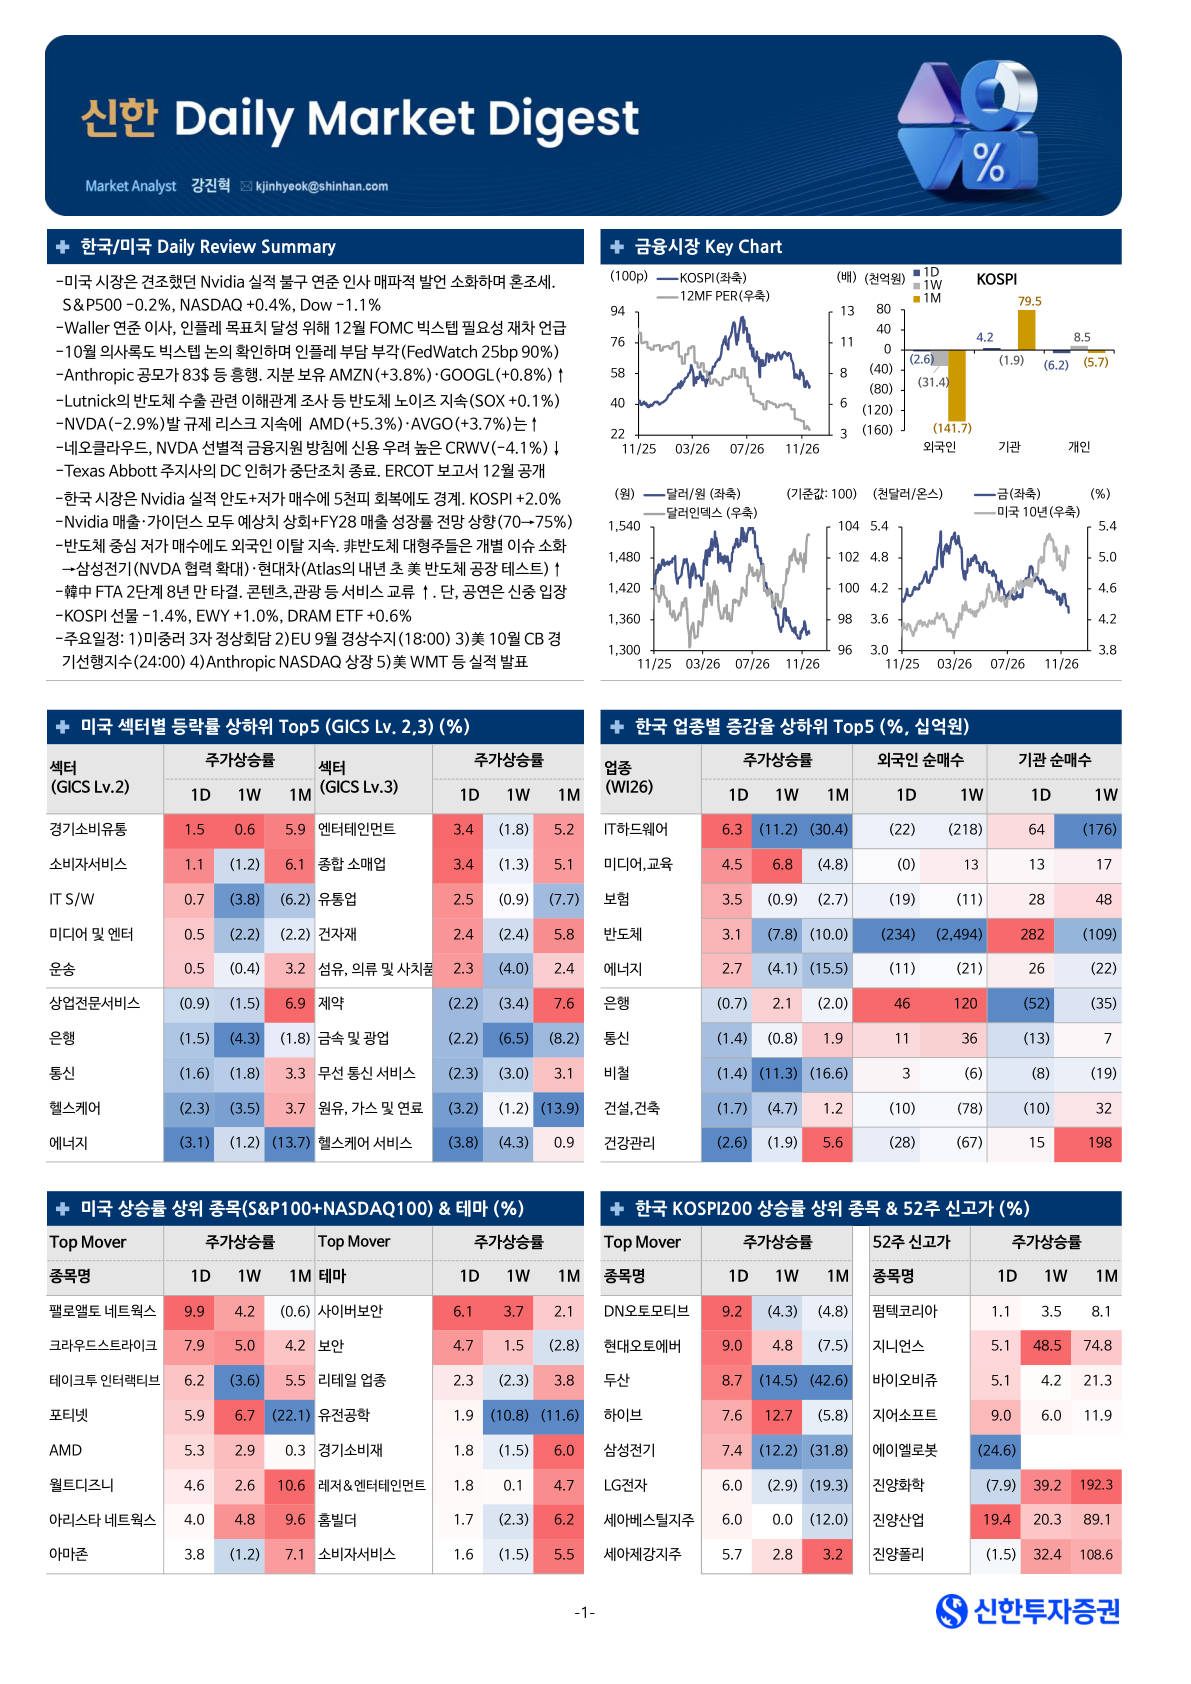 신한 Daily Market Digest
Market Analyst 강진혁 kjinhyeok@shinhan.com
한국/미국 Daily Review Summary
-미국 시장은 견조했던 Nvidia 실적 불구 연준 인사 매파적 발언 소화하며 혼조세.
S&P500 -0.2%, NASDAQ +0.4%, Dow -1.1%
-Waller 연준 이사, 인플레 목표치 달성 위해 12월 FOMC 빅스텝 필요성 재차 언급
-10월 의사록도 빅스텝 논의 확인하며 인플레 부담 부각(FedWatch 25bp 90%)
-Anthropic 공모가 83$ 등 흥행. 지분 보유 AMZN(+3.8%)·GOOGL(+0.8%)↑
-Lutnick의 반도체 수출 관련 이해관계 조사 등 반도체 노이즈 지속(SOX +0.1%)
-NVDA(-2.9%)발 규제 리스크 지속에 AMD(+5.3%)·AVGO(+3.7%)는↑
-네오클라우드, NVDA 선별적 금융지원 방침에 신용 우려 높은 CRWV(-4.1%)↓
-Texas Abbott 주지사의 DC 인허가 중단조치 종료. ERCOT 보고서 12월 공개
-한국 시장은 Nvidia 실적 안도+저가 매수에 5천피 회복에도 경계. KOSPI +2.0%
-Nvidia 매출·가이던스 모두 예상치 상회+FY28 매출 성장률 전망 상향(70→75%)
-반도체 중심 저가 매수에도 외국인 이탈 지속. 非반도체 대형주들은 개별 이슈 소화
→삼성전기(NVDA 협력 확대)·현대차(Atlas의 내년 초 美 반도체 공장 테스트)↑
-韓中 FTA 2단계 8년 만 타결. 콘텐츠,관광 등 서비스 교류 ↑. 단, 공연은 신중 입장
-KOSPI 선물 -1.4%, EWY +1.0%, DRAM ETF +0.6%
-주요일정: 1)미중러 3자 정상회담 2)EU 9월 경상수지(18:00) 3)美 10월 CB 경
기선행지수(24:00) 4)Anthropic NASDAQ 상장 5)美 WMT 등 실적 발표
금융시장 Key Chart
(100p) KOSPI(좌축) (배)
12MF PER(우축)
94 13
76 11
58 8
40 6
22 3
11/25 03/26 07/26 11/26
(천억원) 1D KOSPI
1W
1M
80
40
0
(40)
(80)
(120)
(160)
(2.6) (31.4) (141.7)
4.2 (1.9) 79.5
(6.2) 8.5 (5.7)
외국인 기관 개인
(원) 달러/원 (좌축) (기준값: 100)
달러인덱스 (우축)
1,540 104
1,480 102
1,420 100
1,360 98
1,300 96
11/25 03/26 07/26 11/26
(천달러/온스) 금(좌축) (%)
미국 10년(우축)
5.4 5.4
4.8 5.0
4.2 4.6
3.6 4.2
3.0 3.8
11/25 03/26 07/26 11/26
미국 섹터별 등락률 상하위 Top5 (GICS Lv. 2,3) (%)
섹터 (GICS Lv.2) 주가상승률 섹터 (GICS Lv.3) 주가상승률
1D 1W 1M 1D 1W 1M
경기소비유통 1.5 0.6 5.9 엔터테인먼트 3.4 (1.8) 5.2
소비자서비스 1.1 (1.2) 6.1 종합 소매업 3.4 (1.3) 5.1
IT S/W 0.7 (3.8) (6.2) 유통업 2.5 (0.9) (7.7)
미디어 및 엔터 0.5 (2.2) (2.2) 건자재 2.4 (2.4) 5.8
운송 0.5 (0.4) 3.2 섬유, 의류 및 사치품 2.3 (4.0) 2.4
상업전문서비스 (0.9) (1.5) 6.9 제약 (2.2) (3.4) 7.6
은행 (1.5) (4.3) (1.8) 금속 및 광업 (2.2) (6.5) (8.2)
통신 (1.6) (1.8) 3.3 무선 통신 서비스 (2.3) (3.0) 3.1
헬스케어 (2.3) (3.5) 3.7 원유, 가스 및 연료 (3.2) (1.2) (13.9)
에너지 (3.1) (1.2) (13.7) 헬스케어 서비스 (3.8) (4.3) 0.9
한국 업종별 증감율 상하위 Top5 (%, 십억원)
업종 (WI26) 주가상승률 외국인 순매수 기관 순매수
1D 1W 1M 1D 1W 1D 1W
IT하드웨어 6.3 (11.2) (30.4) (22) (218) 64 (176)
미디어,교육 4.5 6.8 (4.8) (0) 13 13 17
보험 3.5 (0.9) (2.7) (19) (11) 28 48
반도체 3.1 (7.8) (10.0) (234) (2,494) 282 (109)
에너지 2.7 (4.1) (15.5) (11) (21) 26 (22)
은행 (0.7) 2.1 (2.0) 46 120 (52) (35)
통신 (1.4) (0.8) 1.9 11 36 (13) 7
비철 (1.4) (11.3) (16.6) 3 (6) (8) (19)
건설,건축 (1.7) (4.7) 1.2 (10) (78) (10) 32
건강관리 (2.6) (1.9) 5.6 (28) (67) 15 198
미국 상승률 상위 종목(S&P100+NASDAQ100) & 테마 (%)
Top Mover 주가상승률 Top Mover 주가상승률
종목명 1D 1W 1M 테마 1D 1W 1M
팰로앨토 네트웍스 9.9 4.2 (0.6) 사이버보안 6.1 3.7 2.1
크라우드스트라이크 7.9 5.0 4.2 보안 4.7 1.5 (2.8)
테이크투 인터랙티브 6.2 (3.6) 5.5 리테일 업종 2.3 (2.3) 3.8
포티넷 5.9 6.7 (22.1) 유전공학 1.9 (10.8) (11.6)
AMD 5.3 2.9 0.3 경기소비재 1.8 (1.5) 6.0
월트디즈니 4.6 2.6 10.6 레저&엔터테인먼트 1.8 0.1 4.7
아리스타 네트웍스 4.0 4.8 9.6 홈빌더 1.7 (2.3) 6.2
아마존 3.8 (1.2) 7.1 소비자서비스 1.6 (1.5) 5.5
한국 KOSPI200 상승률 상위 종목 & 52주 신고가 (%)
Top Mover 주가상승률 52주 신고가 주가상승률
종목명 1D 1W 1M 종목명 1D 1W 1M
DN오토모티브 9.2 (4.3) (4.8) 펌텍코리아 1.1 3.5 8.1
현대오토에버 9.0 4.8 (7.5) 지니언스 5.1 48.5 74.8
두산 8.7 (14.5) (42.6) 바이오비쥬 5.1 4.2 21.3
하이브 7.6 12.7 (5.8) 지어소프트 9.0 6.0 11.9
삼성전기 7.4 (12.2) (31.8) 에이엘로봇 (24.6)
LG전자 6.0 (2.9) (19.3) 진양화학 (7.9) 39.2 192.3
세아베스틸지주 6.0 0.0 (12.0) 진양산업 19.4 20.3 89.1
세아제강지주 5.7 2.8 3.2 진양폴리 (1.5) 32.4 108.6
-1-
신한투자증권